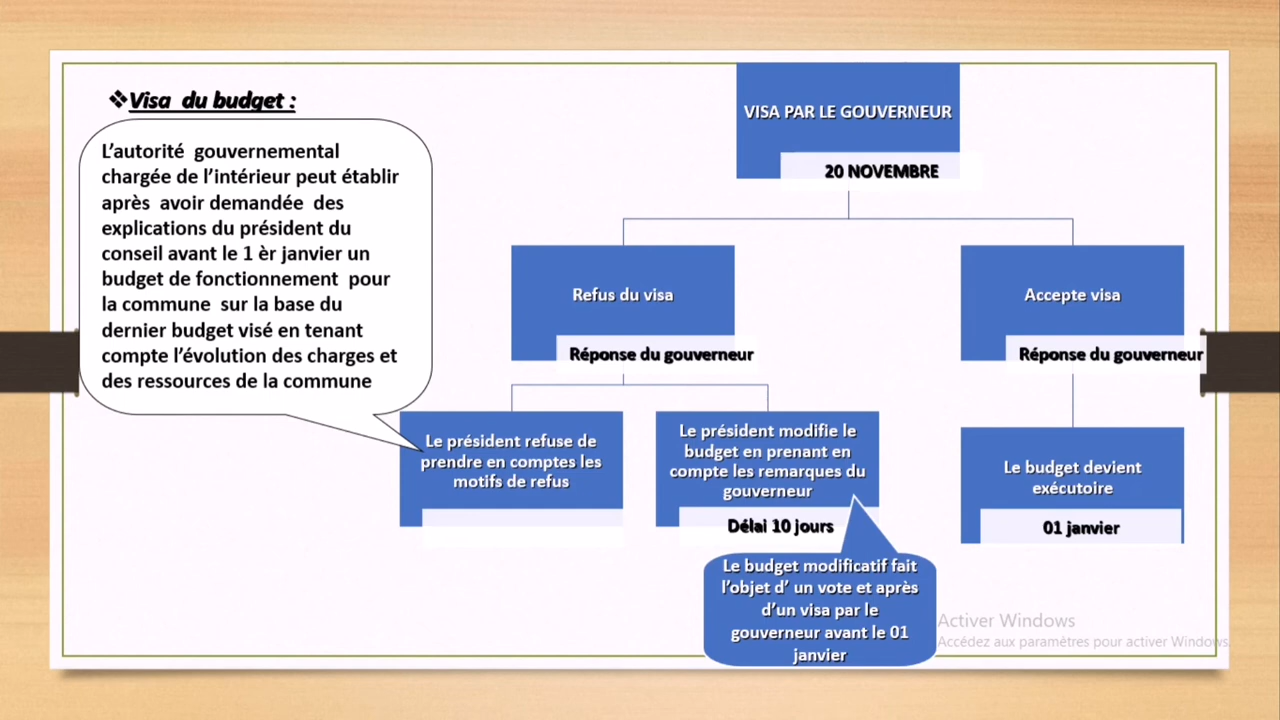 ❖Visa du budget :
L’autorité gouvernemental
chargée de l’intérieur peut établir
après avoir demandée des
explications du président du
conseil avant le 1 èr janvier un
budget de fonctionnement pour
la commune sur la base du
dernier budget visé en tenant
compte l’évolution des charges et
des ressources de la commune
VISA PAR LE GOUVERNEUR
20 NOVEMBRE
Refus du visa
Réponse du gouverneur
Accepte visa
Réponse du gouverneur
Le président refuse de
prendre en comptes les
motifs de refus
Le président modifie le
budget en prenant en
compte les remarques du
gouverneur
Délai 10 jours
Le budget devient
exécutoire
01 janvier
Le budget modificatif fait
l’objet d’ un vote et après
d’un visa par le
gouverneur avant le 01
janvier
Activer Windows
Accédez aux paramètres pour activer Windows.